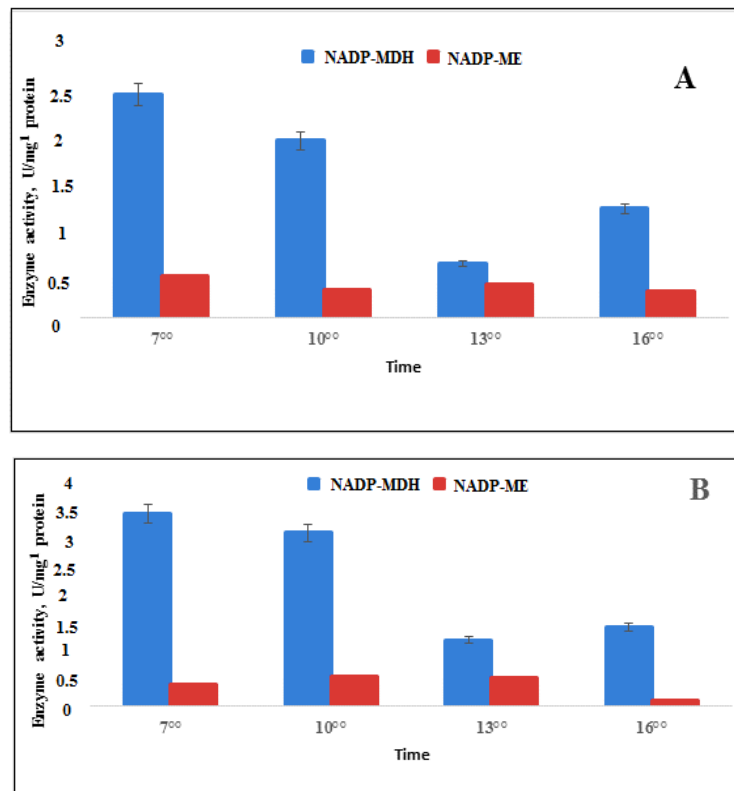 3
NADP-MDH NADP-ME
A
2.5
2
1.5
1
0.5
0
Enzyme activity, U/mg¹ protein
7⁰⁰ 10⁰⁰ 13⁰⁰ 16⁰⁰
Time
4
NADP-MDH NADP-ME
B
3.5
3
2.5
2
1.5
1
0.5
0
Enzyme activity, U/mg¹ protein
7⁰⁰ 10⁰⁰ 13⁰⁰ 16⁰⁰
Time